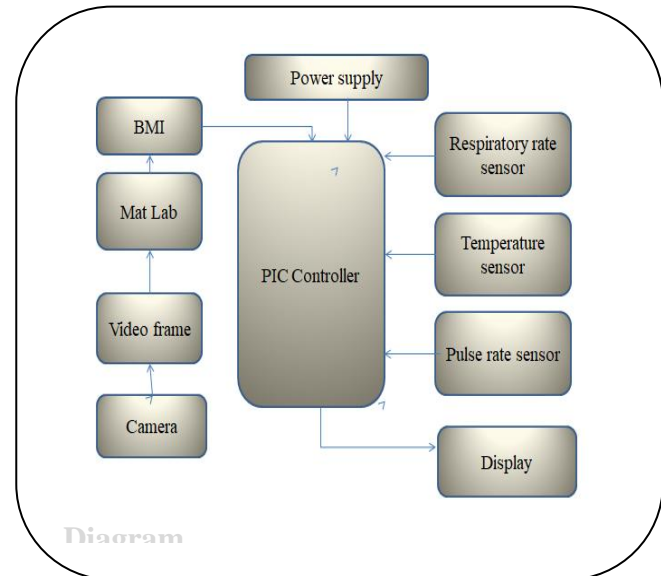 Power supply
BMI
Respiratory rate
sensor
Mat Lab
Temperature
sensor
PIC Controller
Video frame
Pulse rate sensor
Camera
Display
Diagram